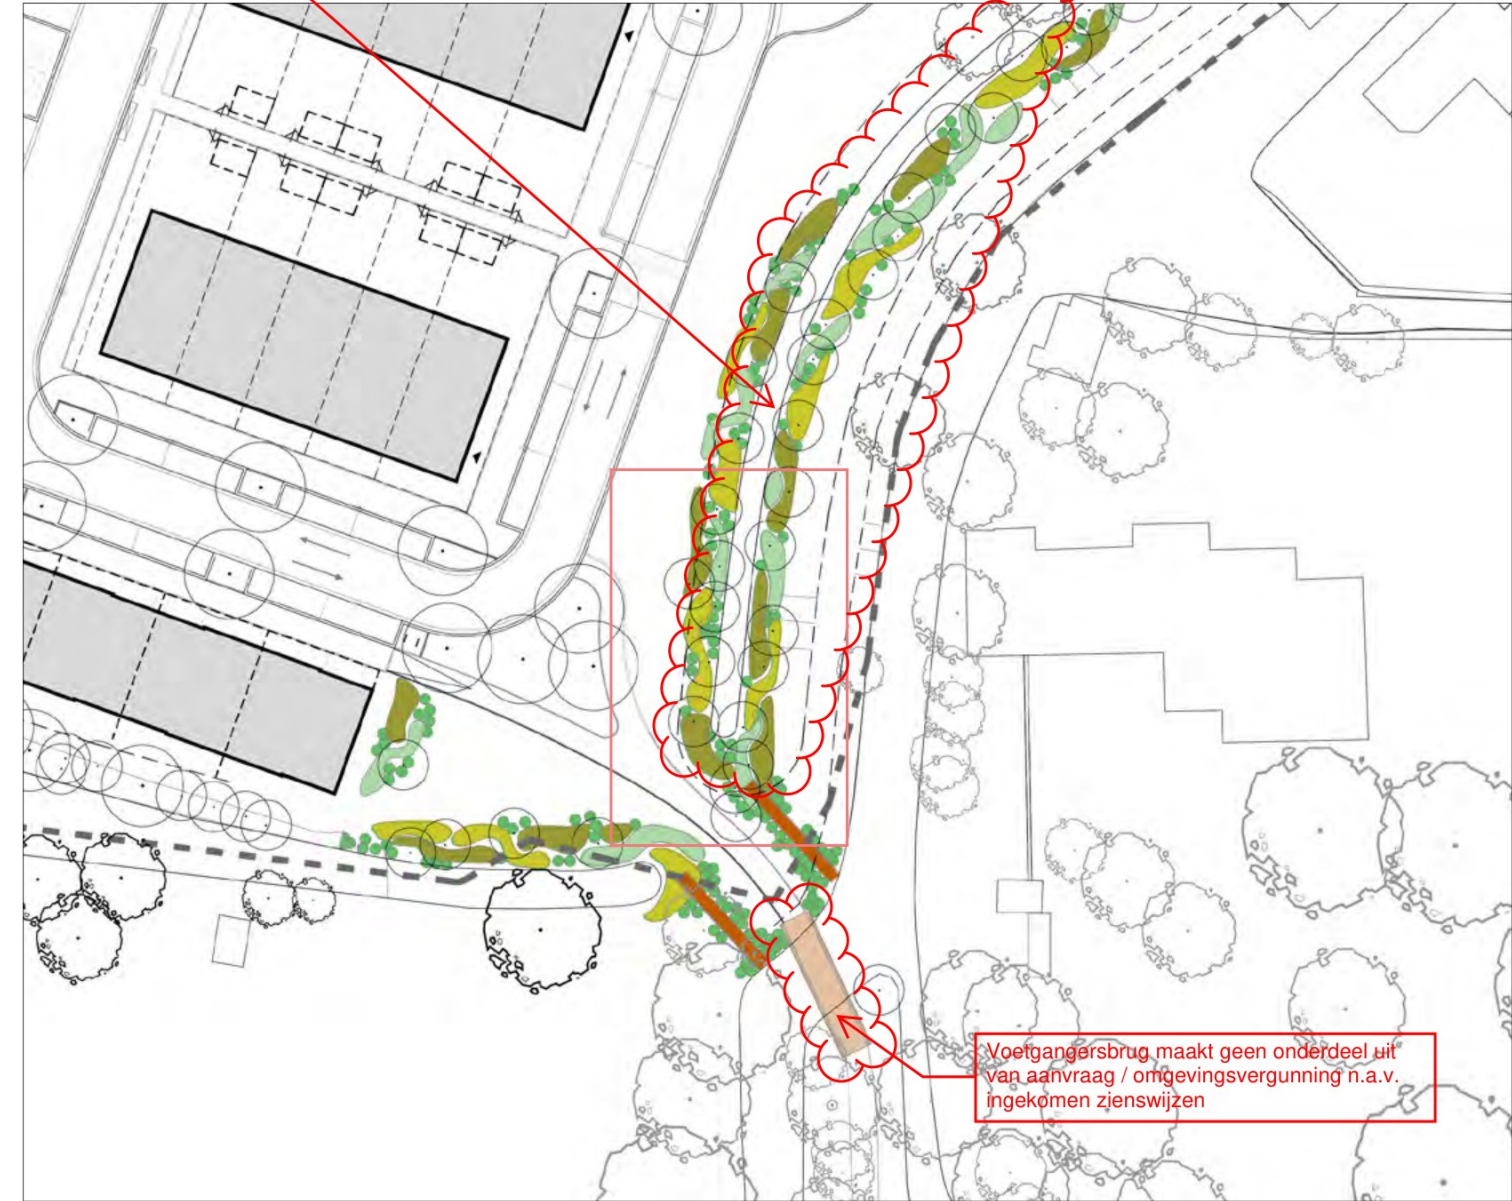 Voetgangersbrug maakt geen onderdeel uit
van aanvraag / omgevingsvergunning n.a.v.
ingekomen zienswijzen